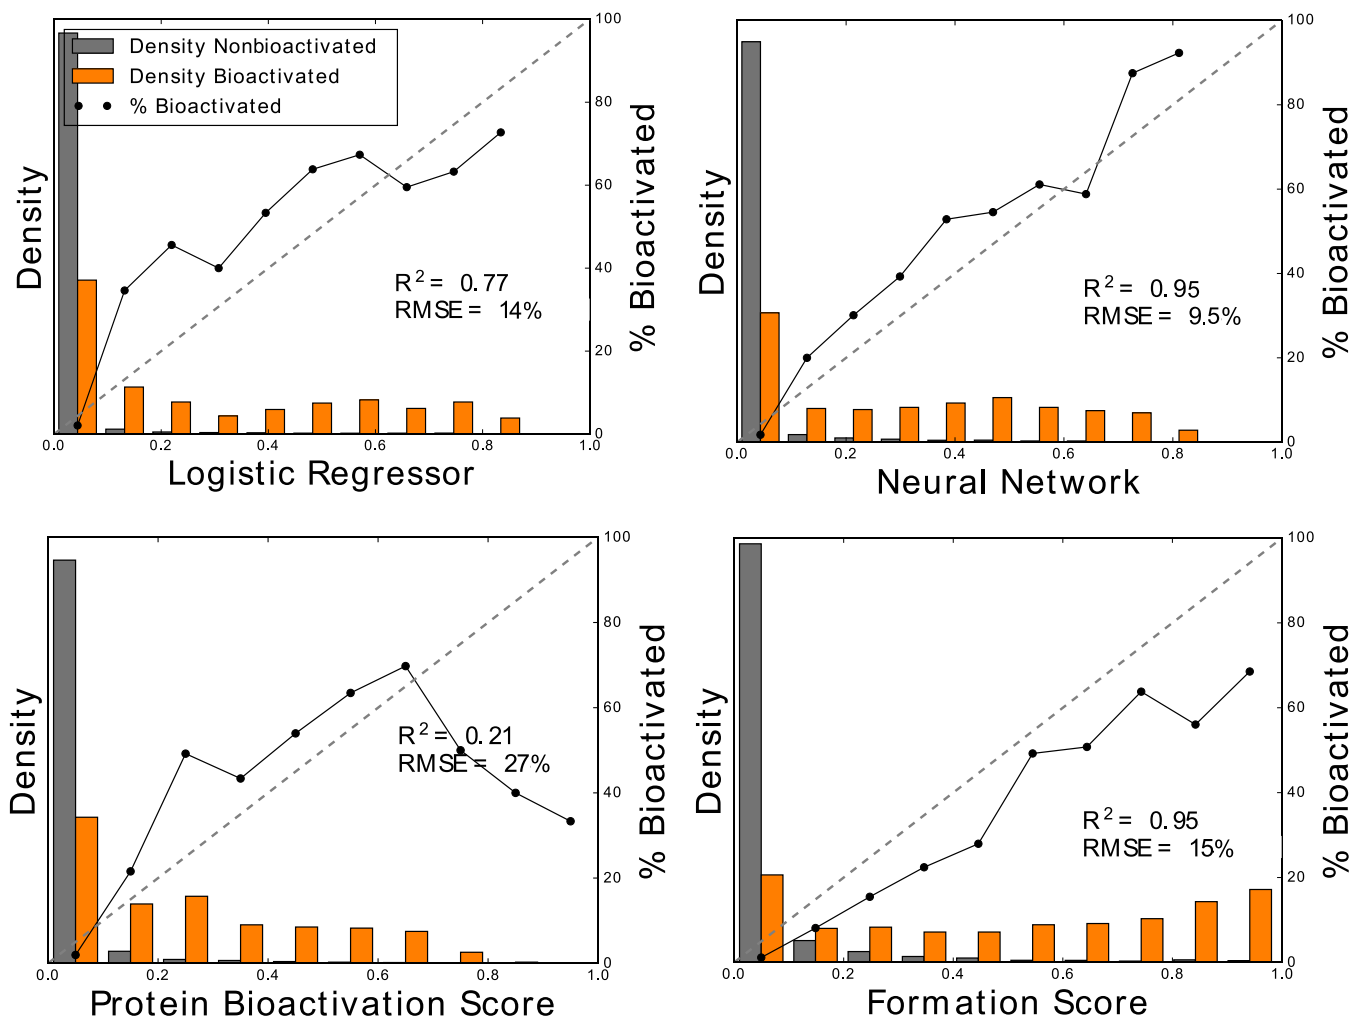 Density Nonbioactivated
Density Bioactivated
% Bioactivated
Density
R² = 0.77
RMSE = 14%
% Bioactivated
0.0 0.2 0.4 0.6 0.8 1.0
0 20 40 60 80 100
Logistic Regressor
Density
R² = 0.95
RMSE = 9.5%
% Bioactivated
0.0 0.2 0.4 0.6 0.8 1.0
0 20 40 60 80 100
Neural Network
Density
R² = 0.21
RMSE = 27%
% Bioactivated
0.0 0.2 0.4 0.6 0.8 1.0
0 20 40 60 80 100
Protein Bioactivation Score
Density
R² = 0.95
RMSE = 15%
% Bioactivated
0.0 0.2 0.4 0.6 0.8 1.0
0 20 40 60 80 100
Formation Score